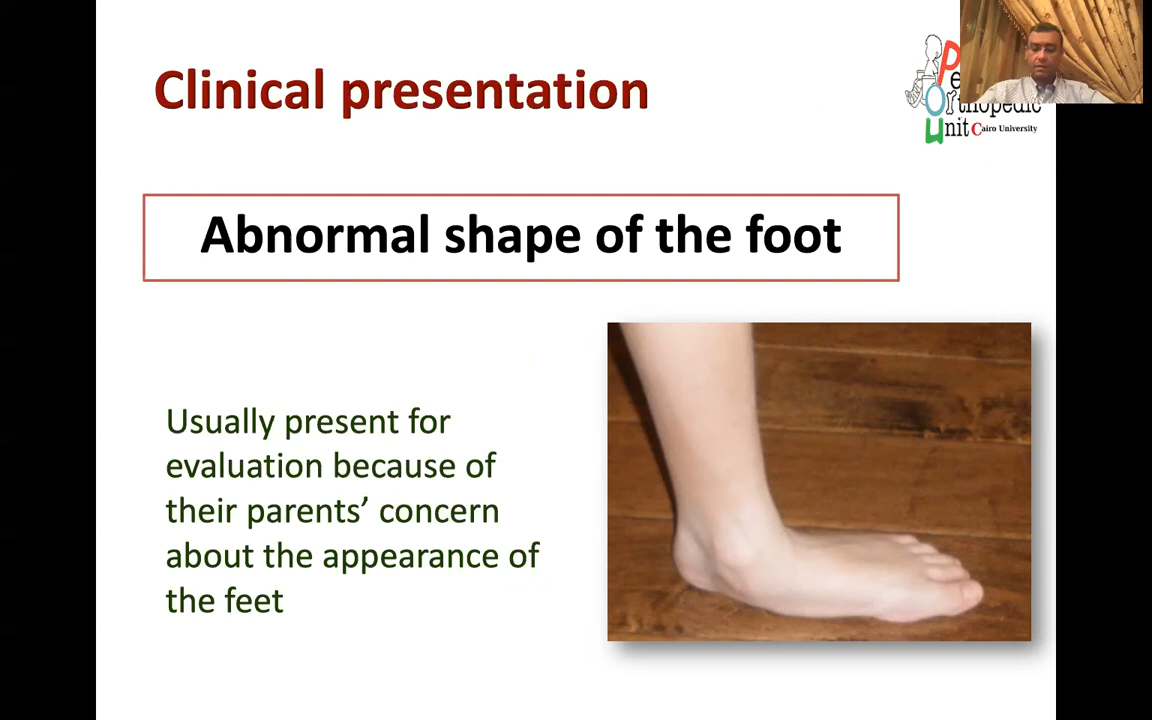 Clinical presentation
Orthopedic
Unit Cairo University
Abnormal shape of the foot
Usually present for
evaluation because of
their parents’ concern
about the appearance of
the feet